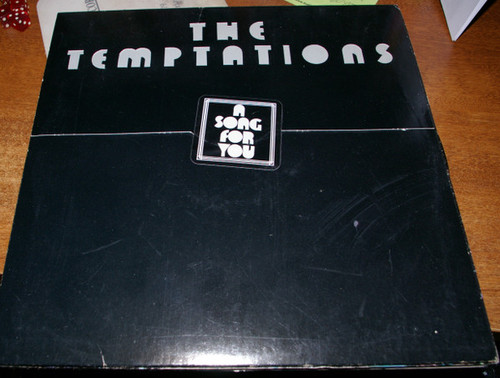 THE
TEMPTATIONS
A
SONG
FOR
YOU